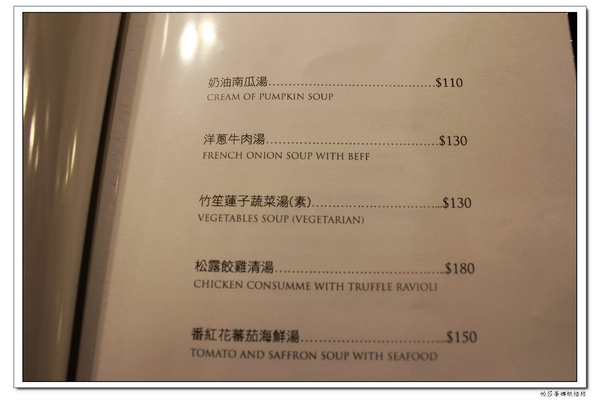 奶油南瓜湯……………………………………$110
CREAM OF PUMPKIN SOUP
洋蔥牛肉湯……………………………………$130
FRENCH ONION SOUP WITH BEFF
竹笙蓮子蔬菜湯(素)…………………………$130
VEGETABLES SOUP (VEGETARIAN)
松露餃雞清湯…………………………………$180
CHICKEN CONSUMME WITH TRUFFLE RAVIOLI
番紅花蕃茄海鮮湯……………………………$150
TOMATO AND SAFFRON SOUP WITH SEAFOOD